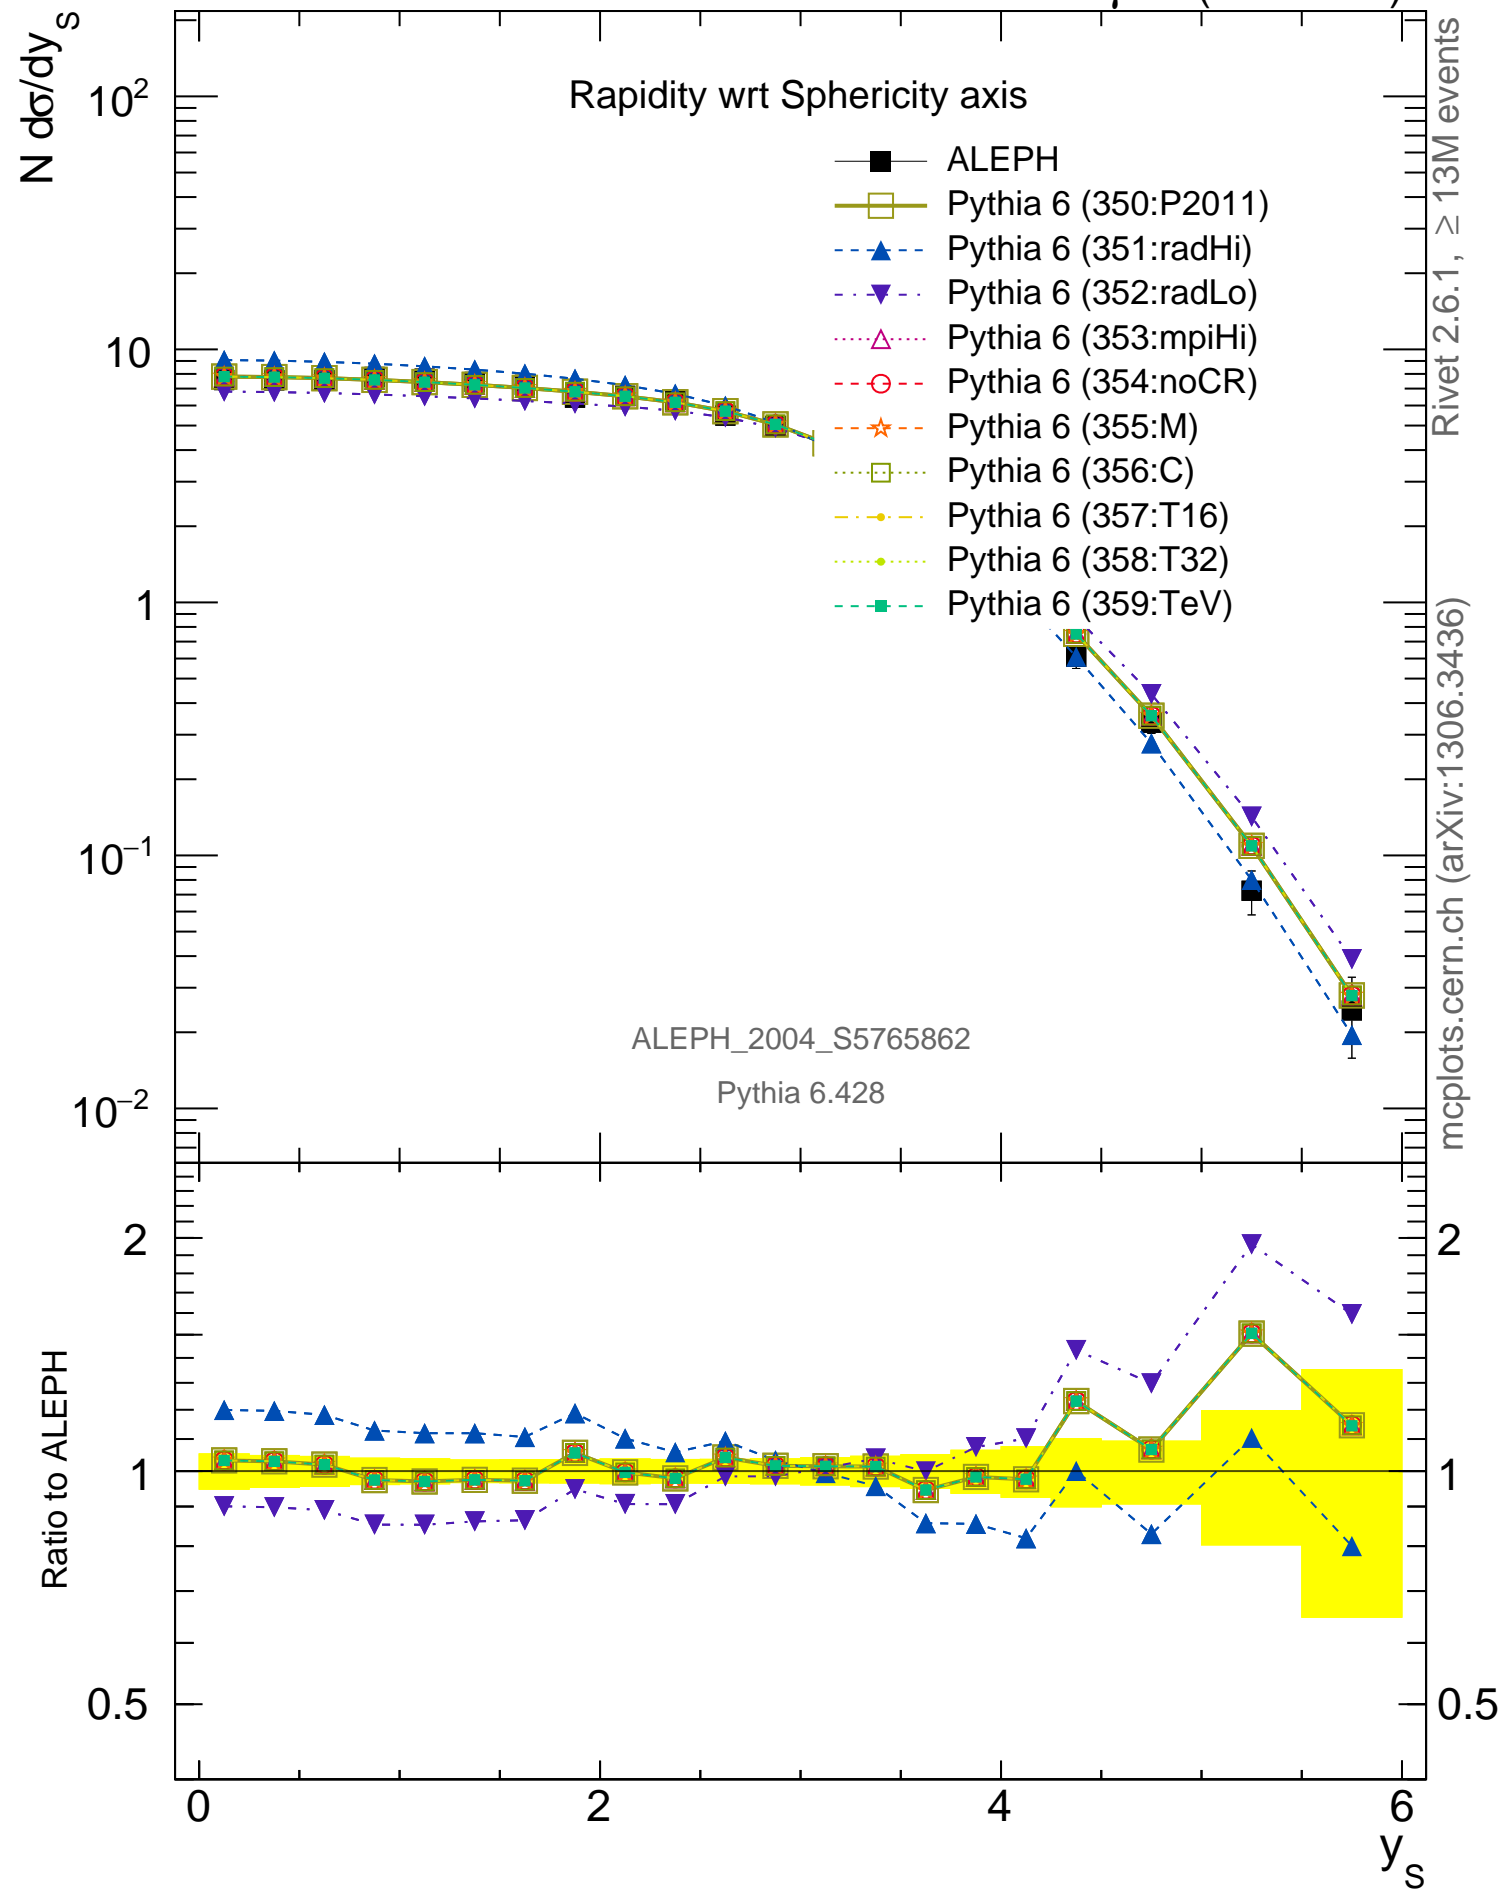 N dσ/dy_S
10²
10
1
10⁻¹
10⁻²
Rapidity wrt Sphericity axis
ALEPH
Pythia 6 (350:P2011)
Pythia 6 (351:radHi)
Pythia 6 (352:radLo)
Pythia 6 (353:mpiHi)
Pythia 6 (354:noCR)
Pythia 6 (355:M)
Pythia 6 (356:C)
Pythia 6 (357:T16)
Pythia 6 (358:T32)
Pythia 6 (359:TeV)
ALEPH_2004_S5765862
Pythia 6.428
Rivet 2.6.1, ≥ 13M events
mcplots.cern.ch (arXiv:1306.3436)
Ratio to ALEPH
2
1
0.5
2
1
0.5
0 2 4 6
y_S